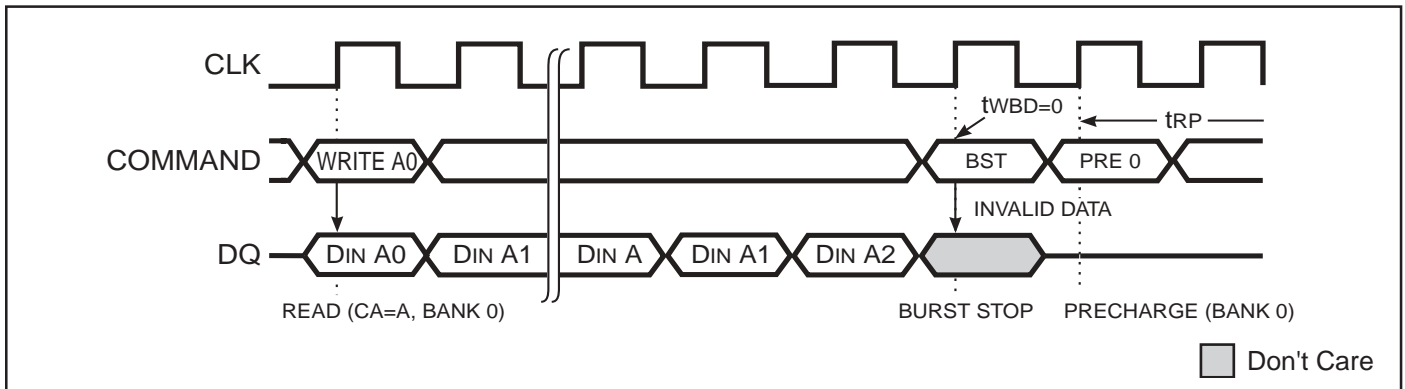 CLK
tWBD=0
tRP
COMMAND
WRITE A0
BST
PRE 0
INVALID DATA
DQ
DIN A0
DIN A1
DIN A
DIN A1
DIN A2
READ (CA=A, BANK 0)
BURST STOP
PRECHARGE (BANK 0)
Don't Care